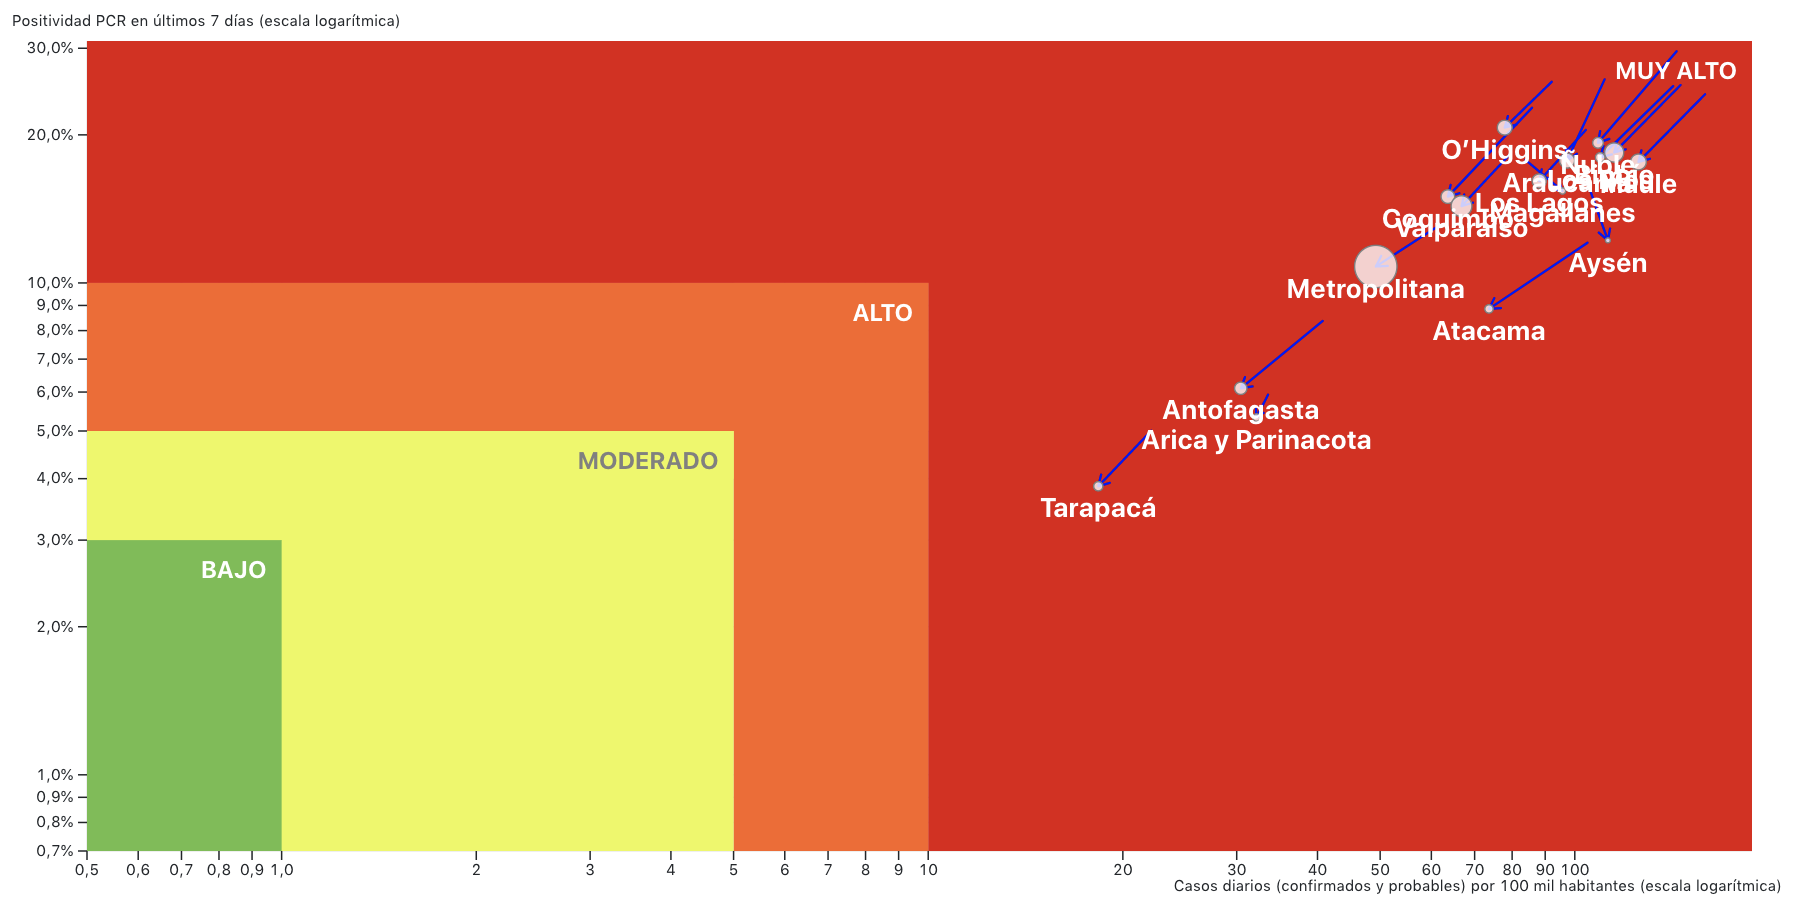 Positividad PCR en últimos 7 días (escala logarítmica)
30,0%
20,0%
10,0%
9,0%
8,0%
7,0%
6,0%
5,0%
4,0%
3,0%
2,0%
1,0%
0,9%
0,8%
0,7%
MUY ALTO
ALTO
MODERADO
BAJO
O’Higgins
Ñuble
Maule
Los Lagos
Magallanes
Coquimbo
Valparaíso
Aysén
Metropolitana
Atacama
Antofagasta
Arica y Parinacota
Tarapacá
0,5 0,6 0,7 0,8 0,9 1,0 2 3 4 5 6 7 8 9 10 20 30 40 50 60 70 80 90 100
Casos diarios (confirmados y probables) por 100 mil habitantes (escala logarítmica)